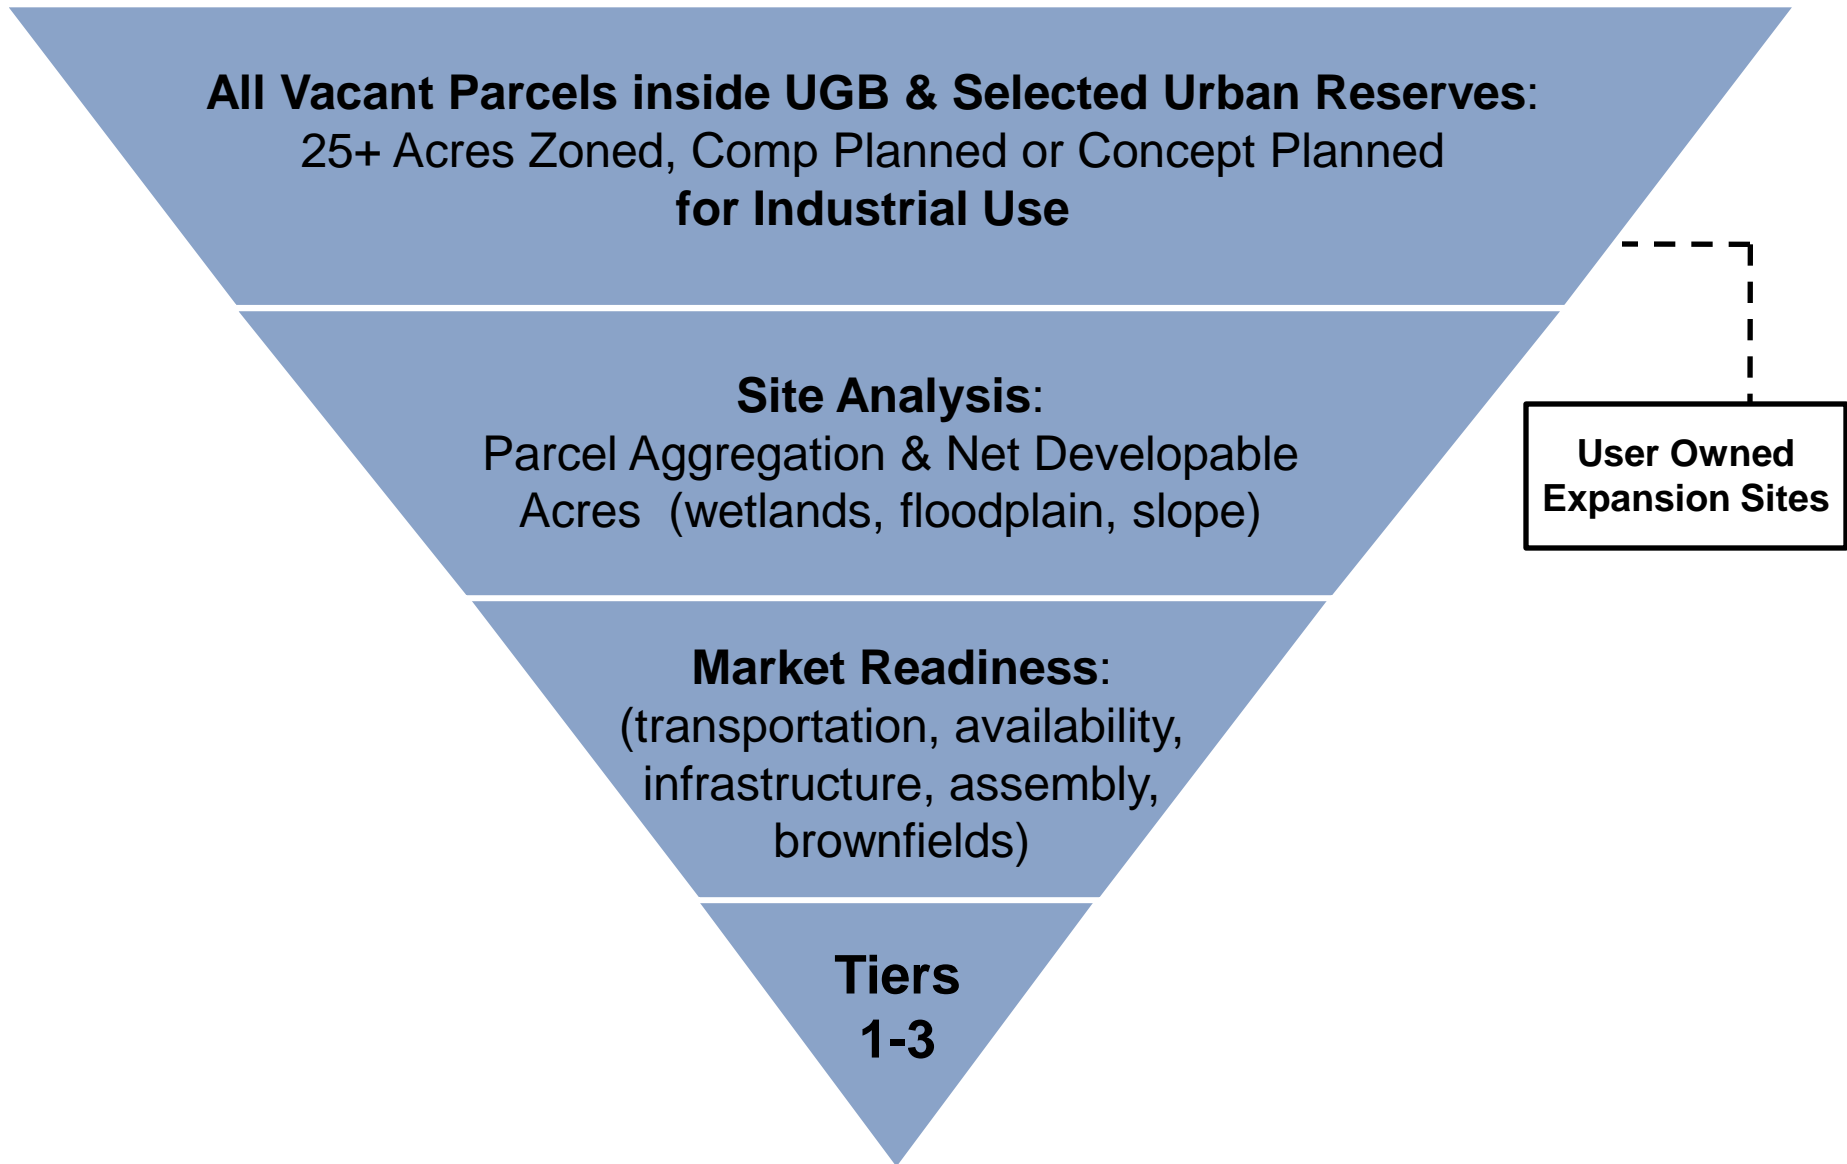 All Vacant Parcels inside UGB & Selected Urban Reserves:
25+ Acres Zoned, Comp Planned or Concept Planned
for Industrial Use
Site Analysis:
Parcel Aggregation & Net Developable
Acres (wetlands, floodplain, slope)
User Owned
Expansion Sites
Market Readiness:
(transportation, availability,
infrastructure, assembly,
brownfields)
Tiers
1-3